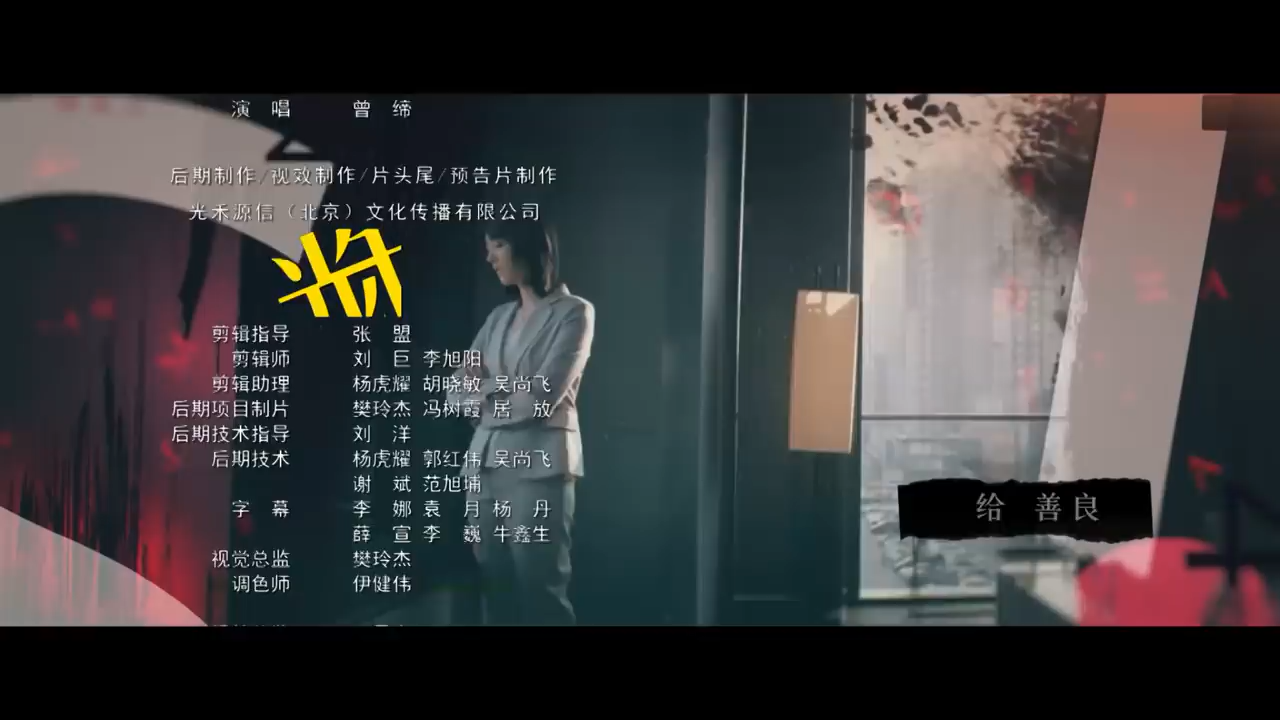 演 唱 曾 缔
后期制作/视效制作/片头尾/预告片制作
光禾源信（北京）文化传播有限公司
剪辑指导 张 盟
剪辑师 刘 巨 李旭阳
剪辑助理 杨虎耀 胡晓敏 吴尚飞
后期项目制片 樊玲杰 冯树霞 居 放
后期技术指导 刘 洋
后期技术 杨虎耀 郭红伟 吴尚飞
谢 斌 范旭埔
字 幕 李 娜 袁 月 杨 丹
薛 宣 李 巍 牛鑫生
视觉总监 樊玲杰
调色师 伊健伟
给 善良